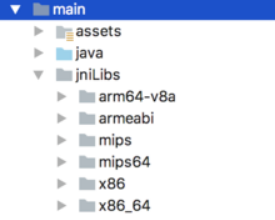 main
assets
java
jniLibs
arm64-v8a
armeabi
mips
mips64
x86
x86_64